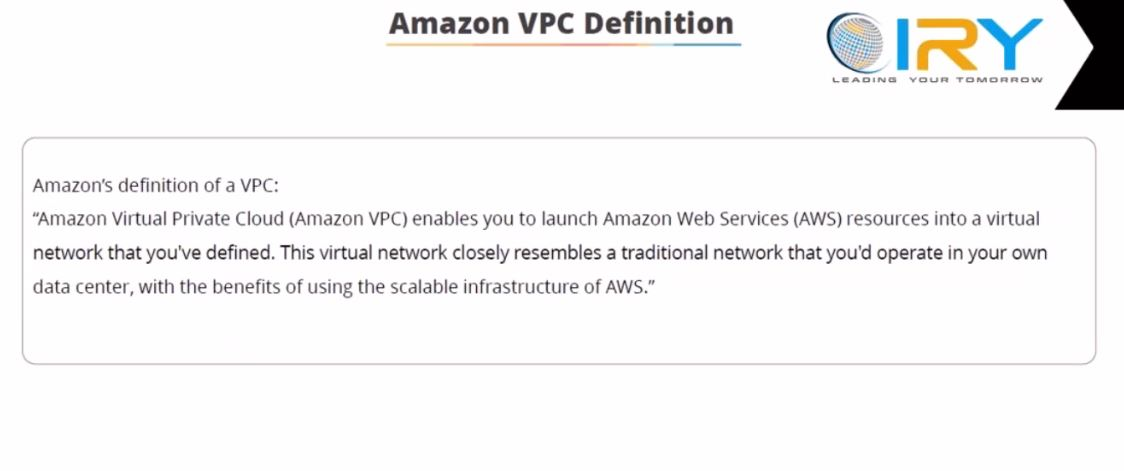 Amazon VPC Definition
IRY
LEADING YOUR TOMORROW
Amazon's definition of a VPC:
“Amazon Virtual Private Cloud (Amazon VPC) enables you to launch Amazon Web Services (AWS) resources into a virtual
network that you've defined. This virtual network closely resembles a traditional network that you'd operate in your own
data center, with the benefits of using the scalable infrastructure of AWS.”